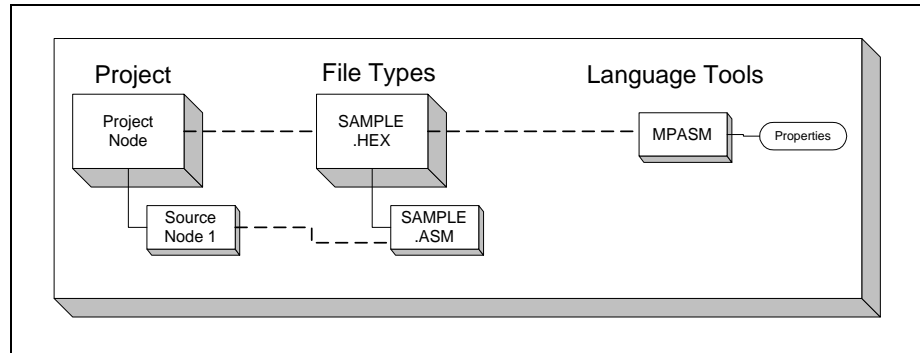 Project
File Types
Language Tools
Project
Node
SAMPLE
.HEX
MPASM
Properties
Source
Node 1
SAMPLE
.ASM